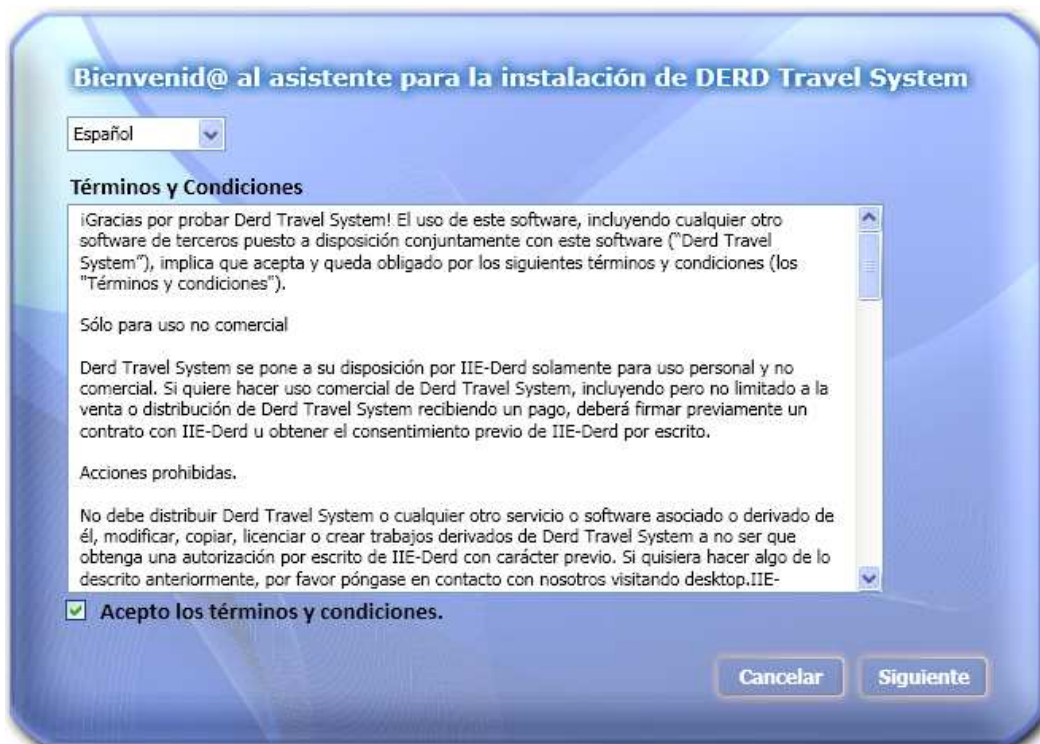 Bienvenid@ al asistente para la instalación de DERD Travel System
Español
Términos y Condiciones
¡Gracias por probar Derd Travel System! El uso de este software, incluyendo cualquier otro
software de terceros puesto a disposición conjuntamente con este software ("Derd Travel
System"), implica que acepta y queda obligado por los siguientes términos y condiciones (los
"Términos y condiciones").
Sólo para uso no comercial
Derd Travel System se pone a su disposición por IIE-Derd solamente para uso personal y no
comercial. Si quiere hacer uso comercial de Derd Travel System, incluyendo pero no limitado a la
venta o distribución de Derd Travel System recibiendo un pago, deberá firmar previamente un
contrato con IIE-Derd u obtener el consentimiento previo de IIE-Derd por escrito.
Acciones prohibidas.
No debe distribuir Derd Travel System o cualquier otro servicio o software asociado o derivado de
él, modificar, copiar, licenciar o crear trabajos derivados de Derd Travel System a no ser que
obtenga una autorización por escrito de IIE-Derd con carácter previo. Si quisiera hacer algo de lo
descrito anteriormente, por favor póngase en contacto con nosotros visitando desktop.IIE-
Acepto los términos y condiciones.
Cancelar
Siguiente